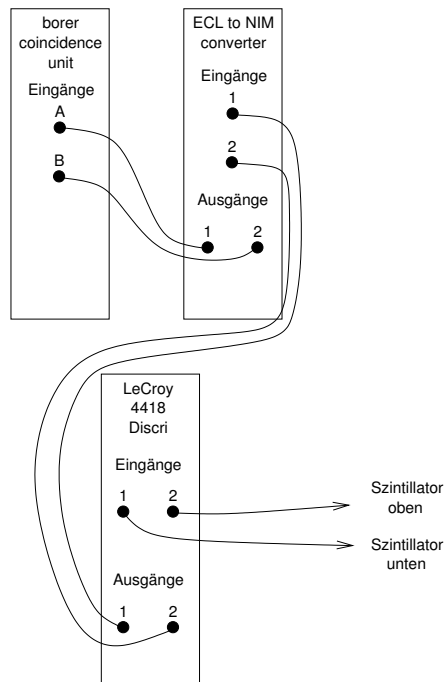 borer
coincidence
unit
Eingänge
A
B
ECL to NIM
converter
Eingänge
1
2
Ausgänge
1 2
LeCroy
4418
Discri
Eingänge
1 2
Ausgänge
1 2
Szintillator
oben
Szintillator
unten